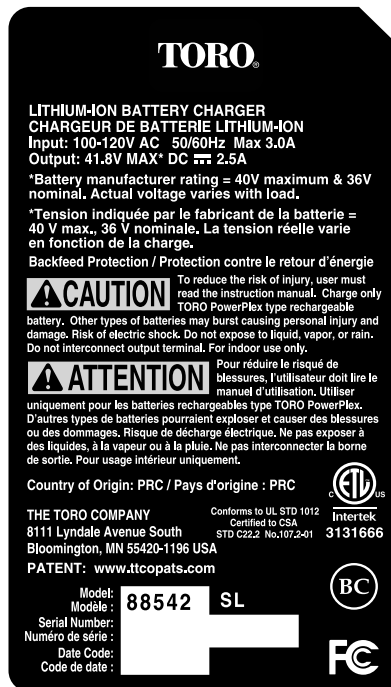 TORO®
LITHIUM-ION BATTERY CHARGER
CHARGEUR DE BATTERIE LITHIUM-ION
Input: 100-120V AC 50/60Hz Max 3.0A
Output: 41.8V MAX* DC ⎓ 2.5A
*Battery manufacturer rating = 40V maximum & 36V
nominal. Actual voltage varies with load.
*Tension indiquée par le fabricant de la batterie =
40 V max., 36 V nominale. La tension réelle varie
en fonction de la charge.
Backfeed Protection / Protection contre le retour d'énergie
CAUTION
To reduce the risk of injury, user must
read the instruction manual. Charge only
TORO PowerPlex type rechargeable
battery. Other types of batteries may burst causing personal injury and
damage. Risk of electric shock. Do not expose to liquid, vapor, or rain.
Do not interconnect output terminal. For indoor use only.
ATTENTION
Pour réduire le risqué de
blessures, l'utilisateur doit lire le
manuel d'utilisation. Utiliser
uniquement pour les batteries rechargeables type TORO PowerPlex.
D'autres types de batteries pourraient exploser et causer des blessures
ou des dommages. Risque de décharge électrique. Ne pas exposer à
des liquides, à la vapeur ou à la pluie. Ne pas interconnecter la borne
de sortie. Pour usage intérieur uniquement.
Country of Origin: PRC / Pays d'origine : PRC
THE TORO COMPANY
8111 Lyndale Avenue South
Bloomington, MN 55420-1196 USA
Conforms to UL STD 1012
Certified to CSA
STD C22.2 No.107.2-01
C ETL US
Intertek
3131666
PATENT: www.ttcopats.com
BC
Model:
Modèle : 88542 SL
Serial Number:
Numéro de série :
Date Code:
Code de date :
FC